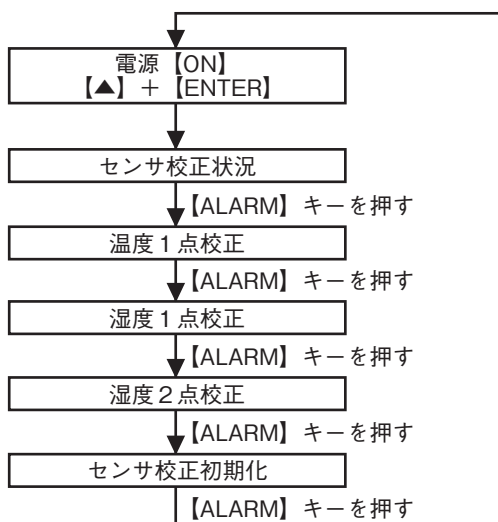 電源【ON】
【▲】＋【ENTER】
センサ校正状況
【ALARM】キーを押す
温度１点校正
【ALARM】キーを押す
湿度１点校正
【ALARM】キーを押す
湿度２点校正
【ALARM】キーを押す
センサ校正初期化
【ALARM】キーを押す